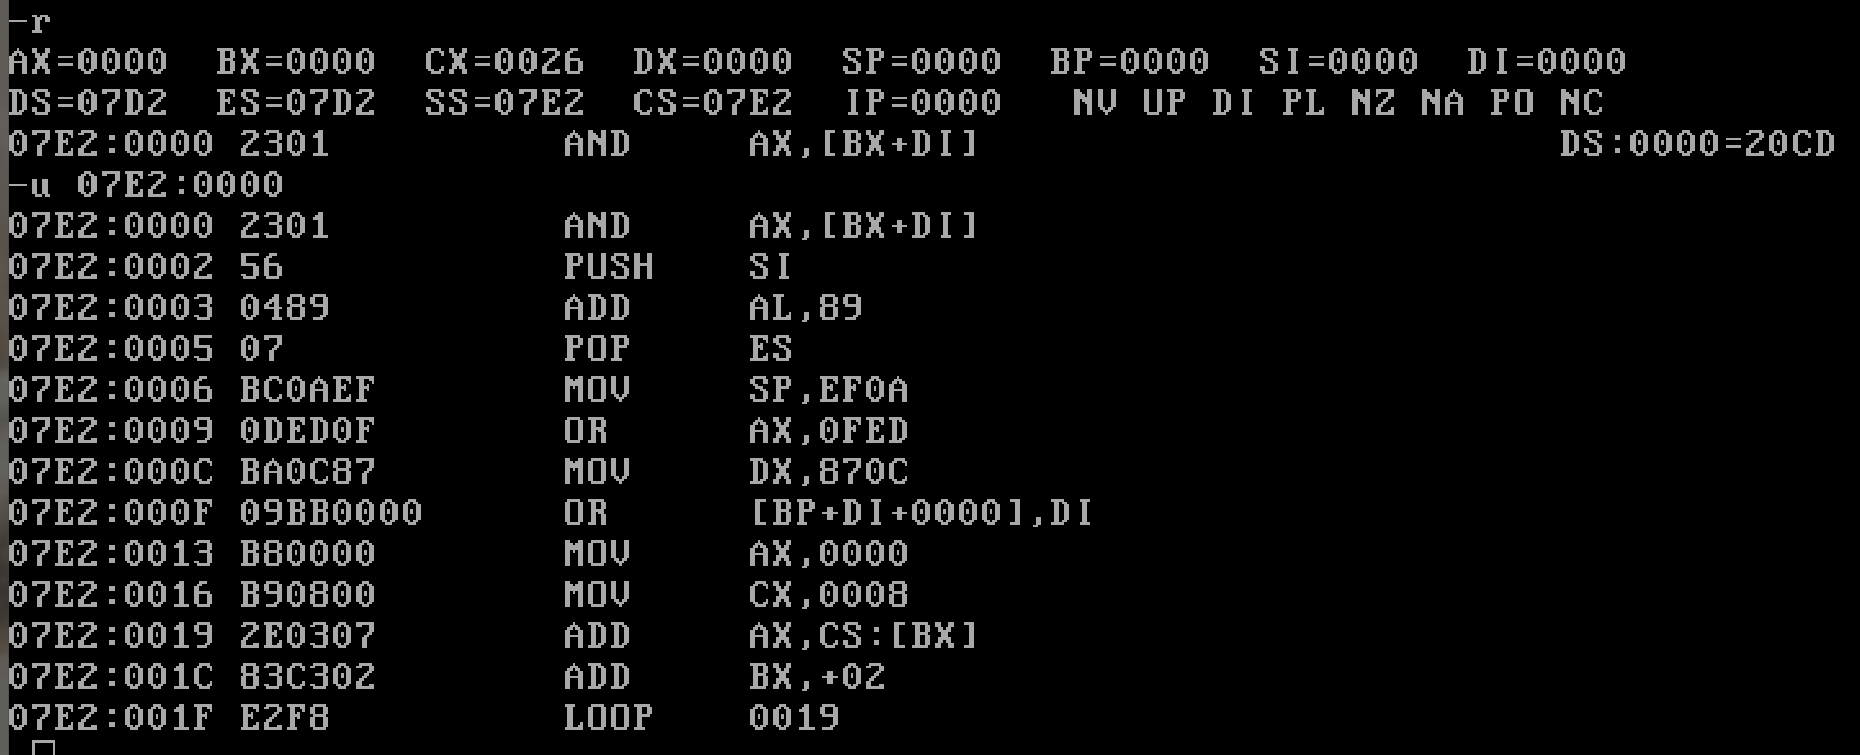 -r
AX=0000  BX=0000  CX=0026  DX=0000  SP=0000  BP=0000  SI=0000  DI=0000
DS=07D2  ES=07D2  SS=07E2  CS=07E2  IP=0000   NV UP DI PL NZ NA PO NC
07E2:0000 2301          AND     AX,[BX+DI]                         DS:0000=20CD
-u 07E2:0000
07E2:0000 2301          AND     AX,[BX+DI]
07E2:0002 56            PUSH    SI
07E2:0003 0489          ADD     AL,89
07E2:0005 07            POP     ES
07E2:0006 BC0AEF        MOV     SP,EF0A
07E2:0009 0DED0F        OR      AX,0FED
07E2:000C BA0C87        MOV     DX,870C
07E2:000F 09BB0000      OR      [BP+DI+0000],DI
07E2:0013 B80000        MOV     AX,0000
07E2:0016 B90800        MOV     CX,0008
07E2:0019 2E0307        ADD     AX,CS:[BX]
07E2:001C 83C302        ADD     BX,+02
07E2:001F E2F8          LOOP    0019